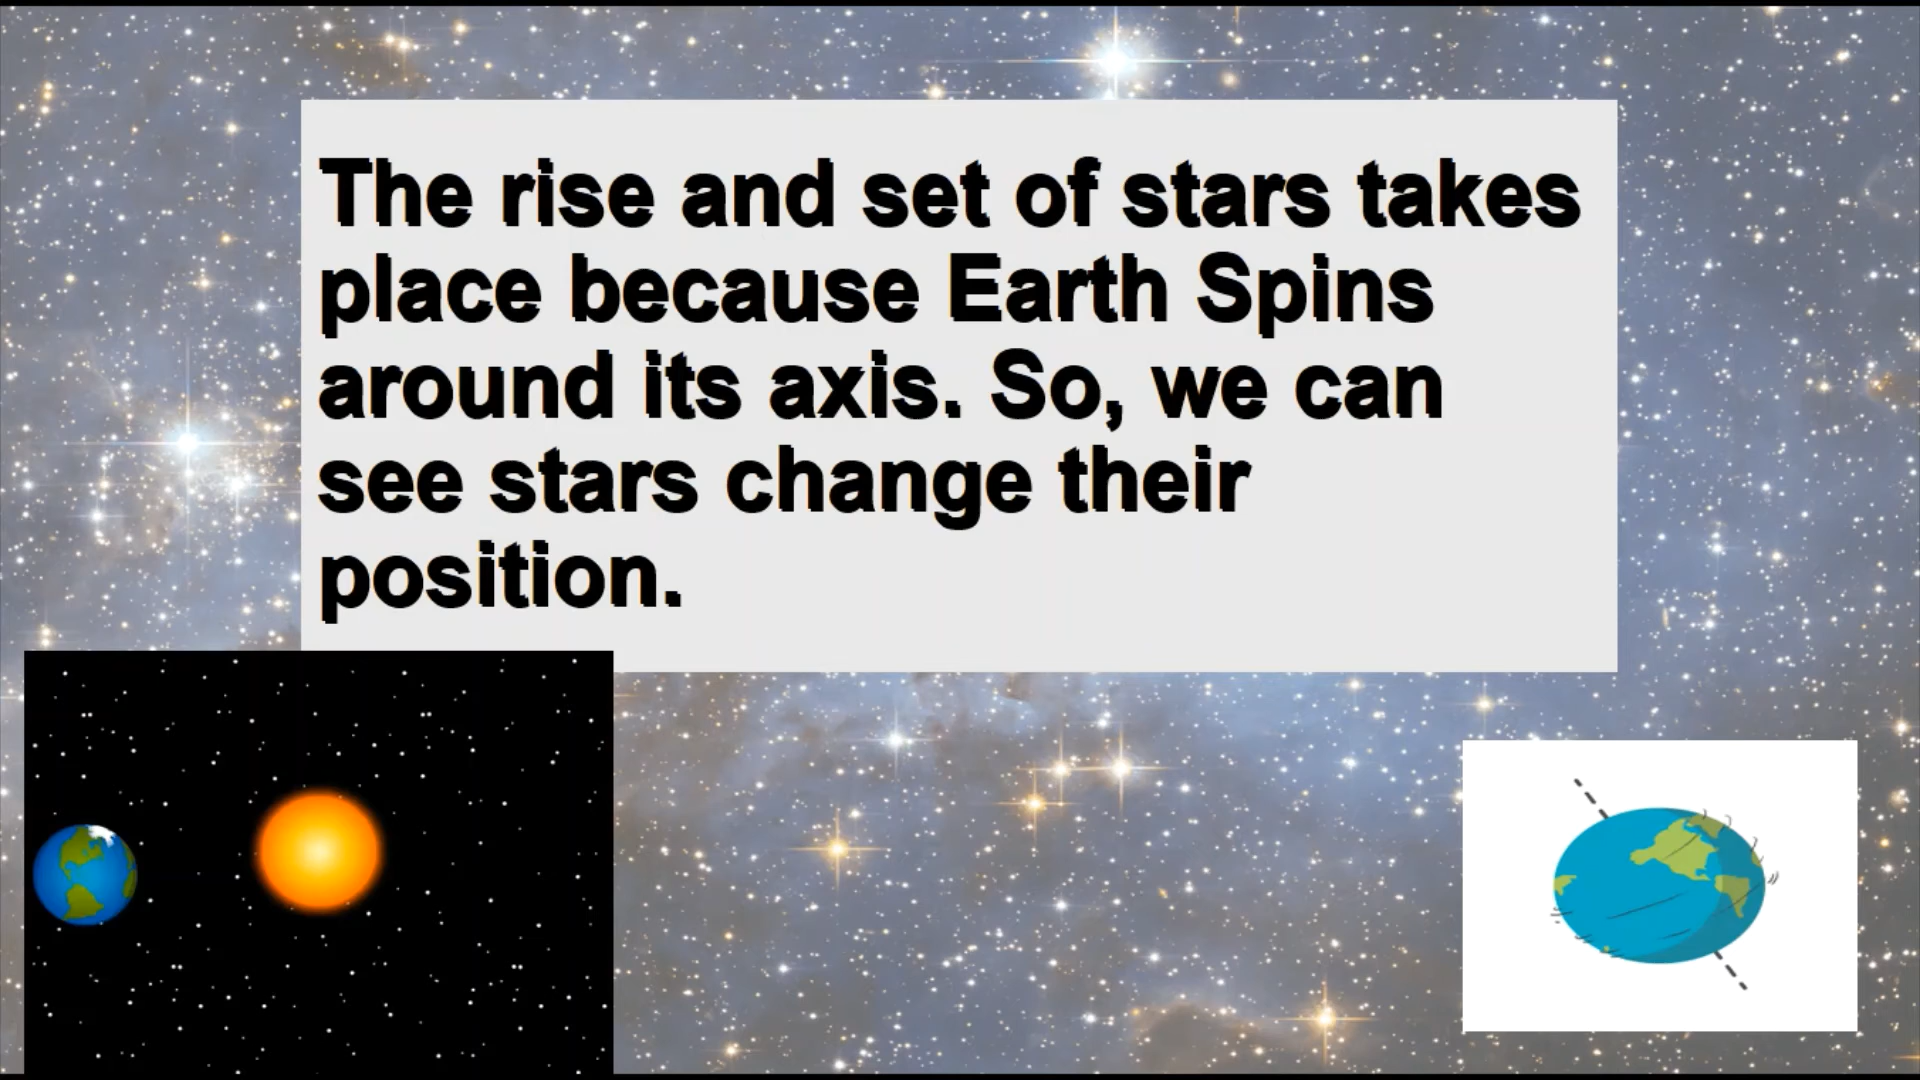 The rise and set of stars takes
place because Earth Spins
around its axis. So, we can
see stars change their
position.